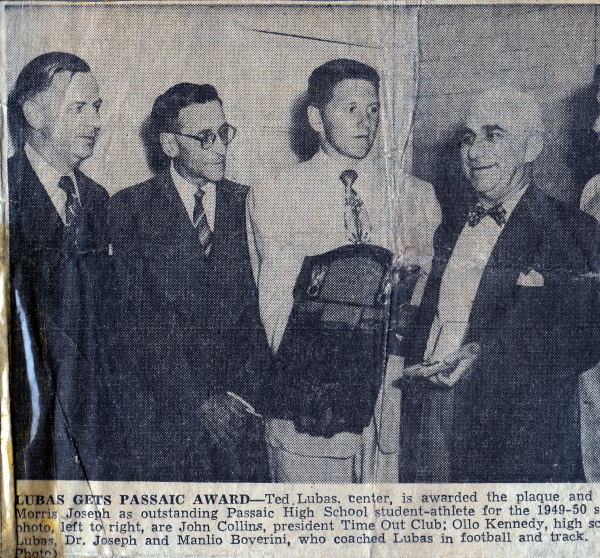 LUBAS GETS PASSAIC AWARD—Ted Lubas, center, is awarded the plaque and
Morris Joseph as outstanding Passaic High School student-athlete for the 1949-50 s
photo, left to right, are John Collins, president Time Out Club; Ollo Kennedy, high sc
Lubas, Dr. Joseph and Manlio Boverini, who coached Lubas in football and track.
Photo)